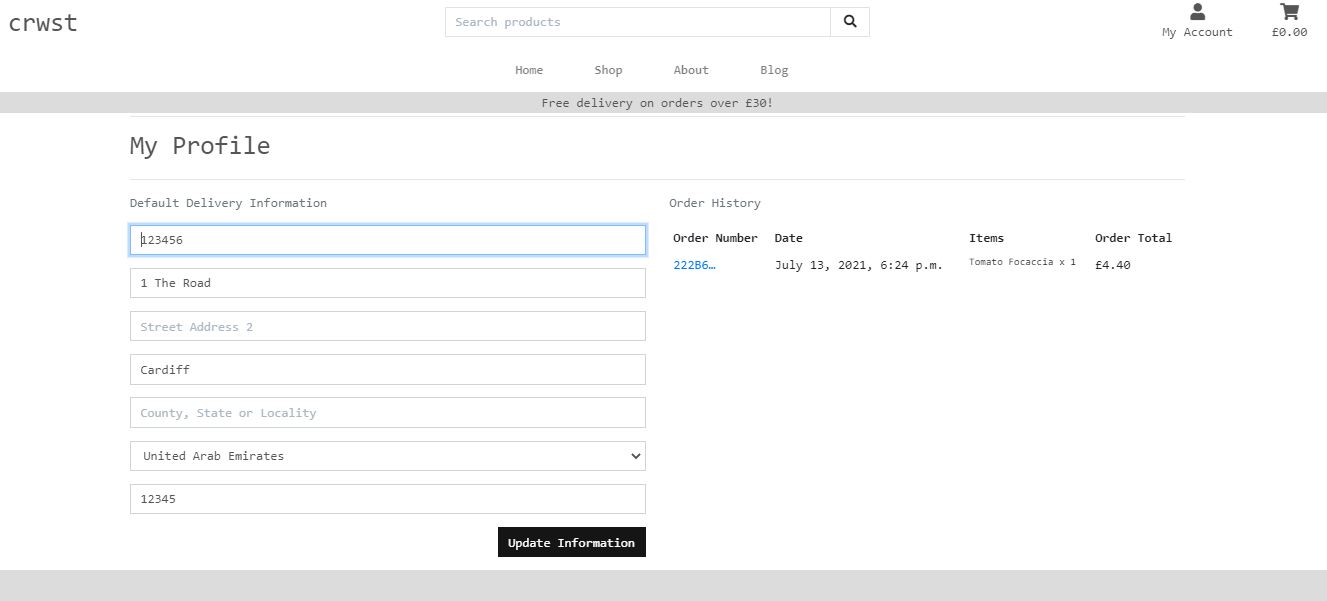 crwst
Search products
My Account
£0.00
Home Shop About Blog
Free delivery on orders over £30!
My Profile
Default Delivery Information
123456
1 The Road
Street Address 2
Cardiff
County, State or Locality
United Arab Emirates
12345
Update Information
Order History
Order Number Date Items Order Total
222B6… July 13, 2021, 6:24 p.m. Tomato Focaccia x 1 £4.40